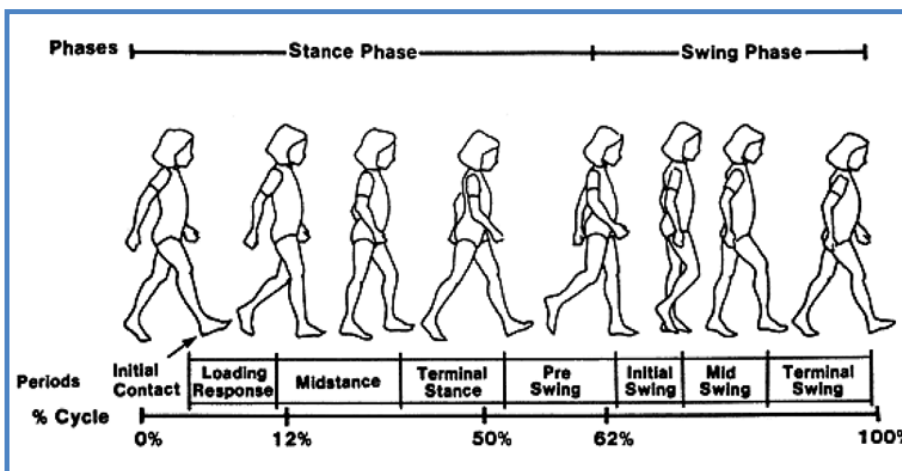 Phases Stance Phase Swing Phase
Initial Loading Midstance Terminal Pre Initial Mid Terminal
Periods Contact Response Stance Swing Swing Swing Swing
% Cycle
0% 12% 50% 62% 100%